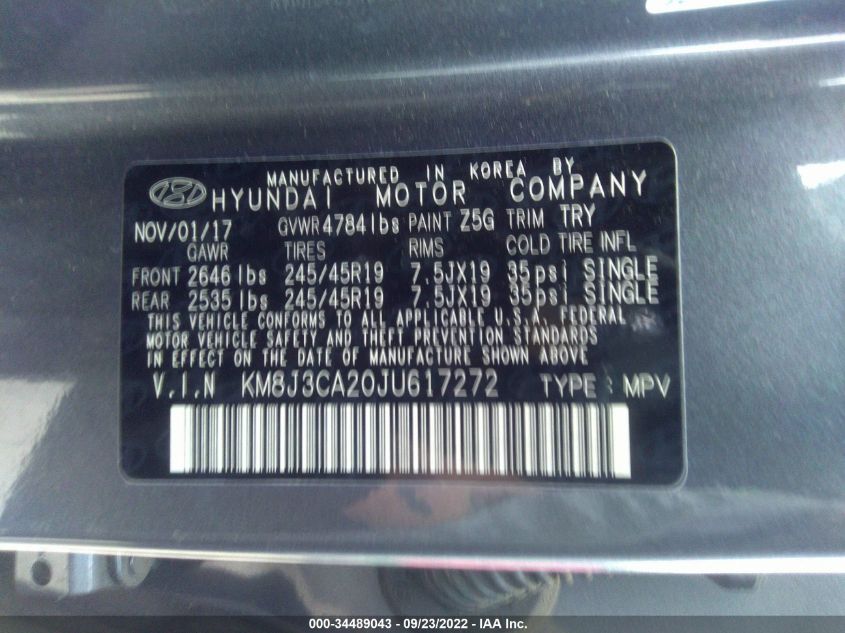 MANUFACTURED IN KOREA BY
HYUNDAI MOTOR COMPANY
NOV/01/17 GVWR 4784 lbs PAINT Z5G TRIM TRY
GAWR TIRES RIMS COLD TIRE INFL
FRONT 2646 lbs 245/45R19 7.5JX19 35psi SINGLE
REAR 2535 lbs 245/45R19 7.5JX19 35psi SINGLE
THIS VEHICLE CONFORMS TO ALL APPLICABLE U.S.A. FEDERAL
MOTOR VEHICLE SAFETY AND THEFT PREVENTION STANDARDS
IN EFFECT ON THE DATE OF MANUFACTURE SHOWN ABOVE
V.I.N KM8J3CA20JU617272 TYPE : MPV
000-34489043 - 09/23/2022 - IAA Inc.